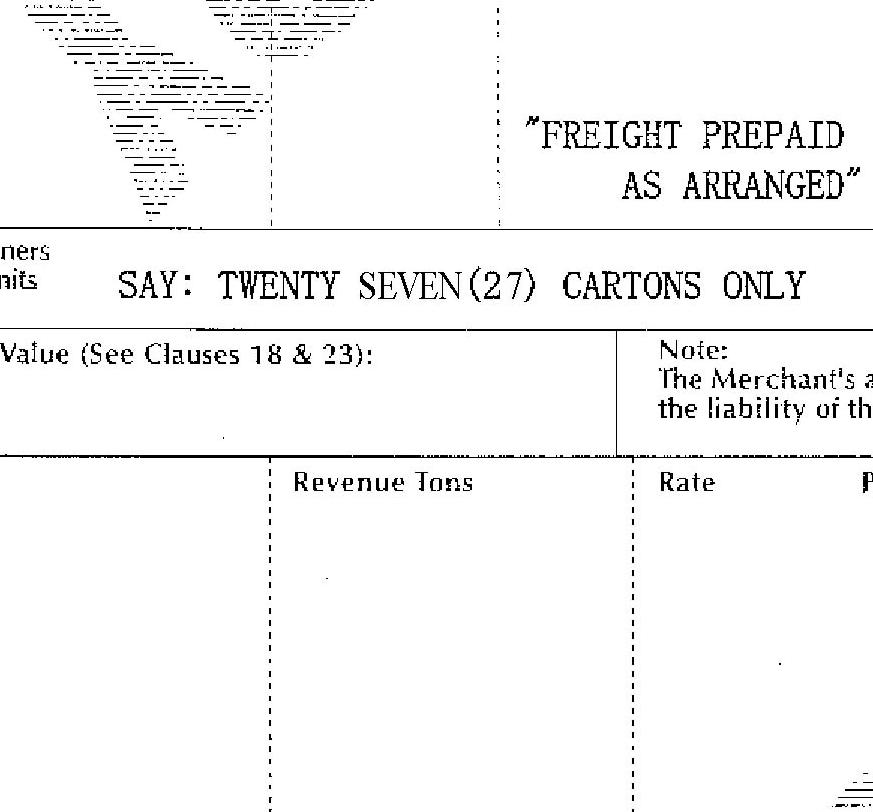 "FREIGHT PREPAID
AS ARRANGED"
ners
nits
SAY: TWENTY SEVEN(27) CARTONS ONLY
Value (See Clauses 18 & 23):
Note:
The Merchant's a
the liability of th
Revenue Tons
Rate
P